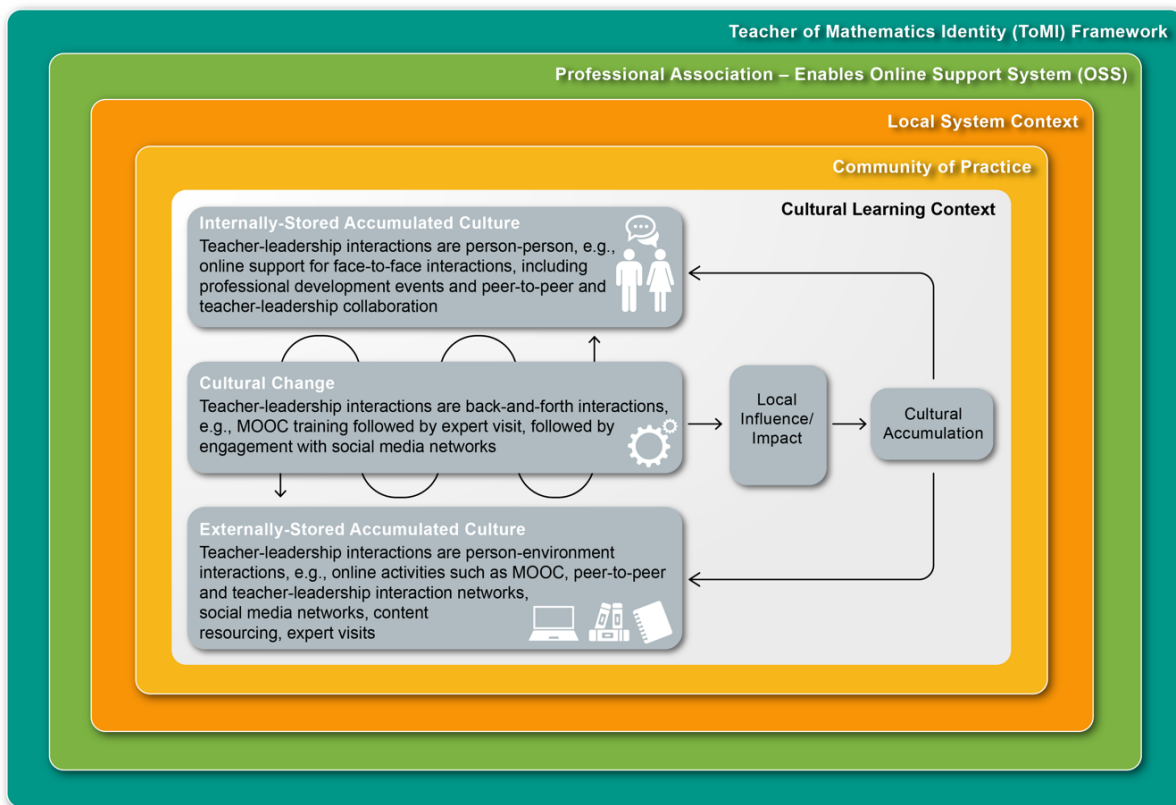 Teacher of Mathematics Identity (ToMI) Framework
Professional Association – Enables Online Support System (OSS)
Local System Context
Community of Practice
Cultural Learning Context
Internally-Stored Accumulated Culture
Teacher-leadership interactions are person-person, e.g.,
online support for face-to-face interactions, including
professional development events and peer-to-peer and
teacher-leadership collaboration
Cultural Change
Teacher-leadership interactions are back-and-forth interactions,
e.g., MOOC training followed by expert visit, followed by
engagement with social media networks
Local
Influence/
Impact
Cultural
Accumulation
Externally-Stored Accumulated Culture
Teacher-leadership interactions are person-environment
interactions, e.g., online activities such as MOOC, peer-to-peer
and teacher-leadership interaction networks,
social media networks, content
resourcing, expert visits